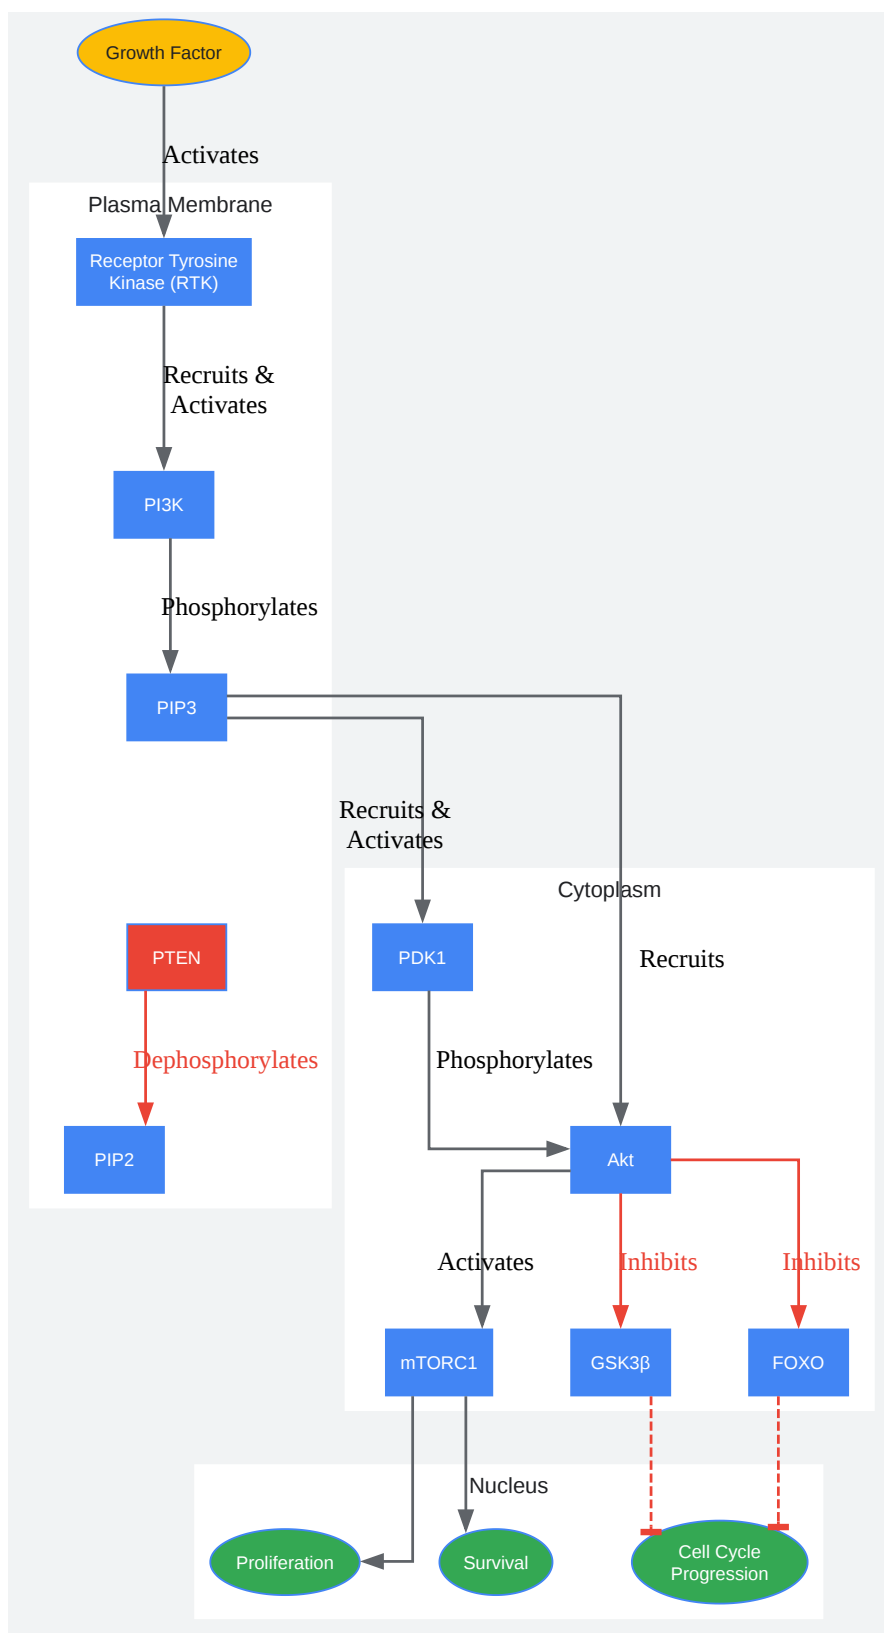 Growth Factor
Activates
Plasma Membrane
Receptor Tyrosine
Kinase (RTK)
Recruits &
Activates
PI3K
Phosphorylates
PIP3
Recruits &
Activates
Cytoplasm
PTEN
PDK1
Recruits
Dephosphorylates
Phosphorylates
PIP2
Akt
Activates
Inhibits
Inhibits
mTORC1
GSK3β
FOXO
Nucleus
Proliferation
Survival
Cell Cycle
Progression